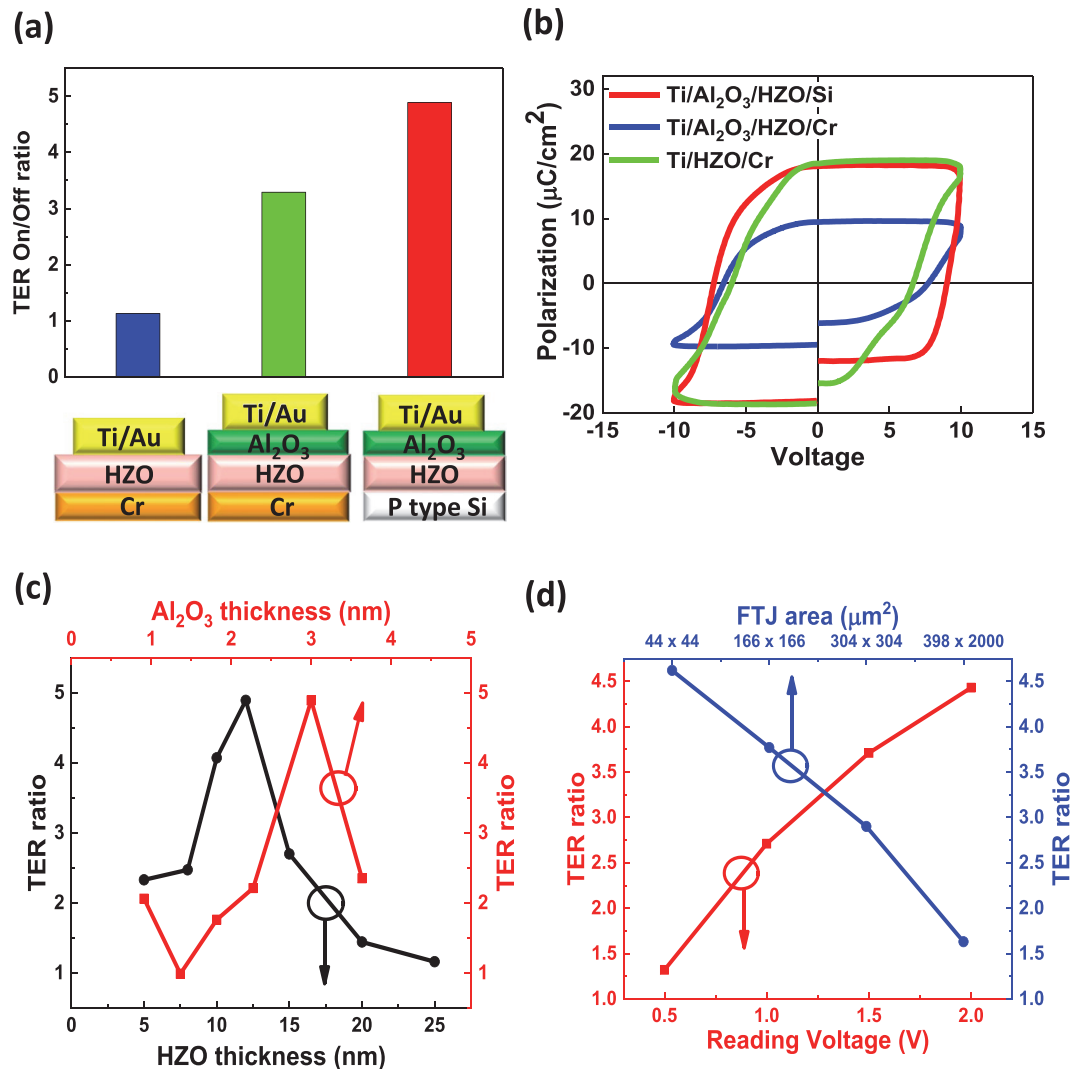 (a)
TER On/Off ratio
5
4
3
2
1
0
Ti/Au
HZO
Cr
Ti/Au
Al₂O₃
HZO
Cr
Ti/Au
Al₂O₃
HZO
P type Si
(b)
Polarization (μC/cm²)
30
20
10
0
-10
-20
Ti/Al₂O₃/HZO/Si
Ti/Al₂O₃/HZO/Cr
Ti/HZO/Cr
-15 -10 -5 0 5 10 15
Voltage
(c)
Al₂O₃ thickness (nm)
0 1 2 3 4 5
TER ratio
5
4
3
2
1
5
4
3
2
1
TER ratio
0 5 10 15 20 25
HZO thickness (nm)
(d)
FTJ area (μm²)
44 x 44 166 x 166 304 x 304 398 x 2000
TER ratio
4.5
4.0
3.5
3.0
2.5
2.0
1.5
1.0
4.5
4.0
3.5
3.0
2.5
2.0
1.5
1.0
TER ratio
0.5 1.0 1.5 2.0
Reading Voltage (V)